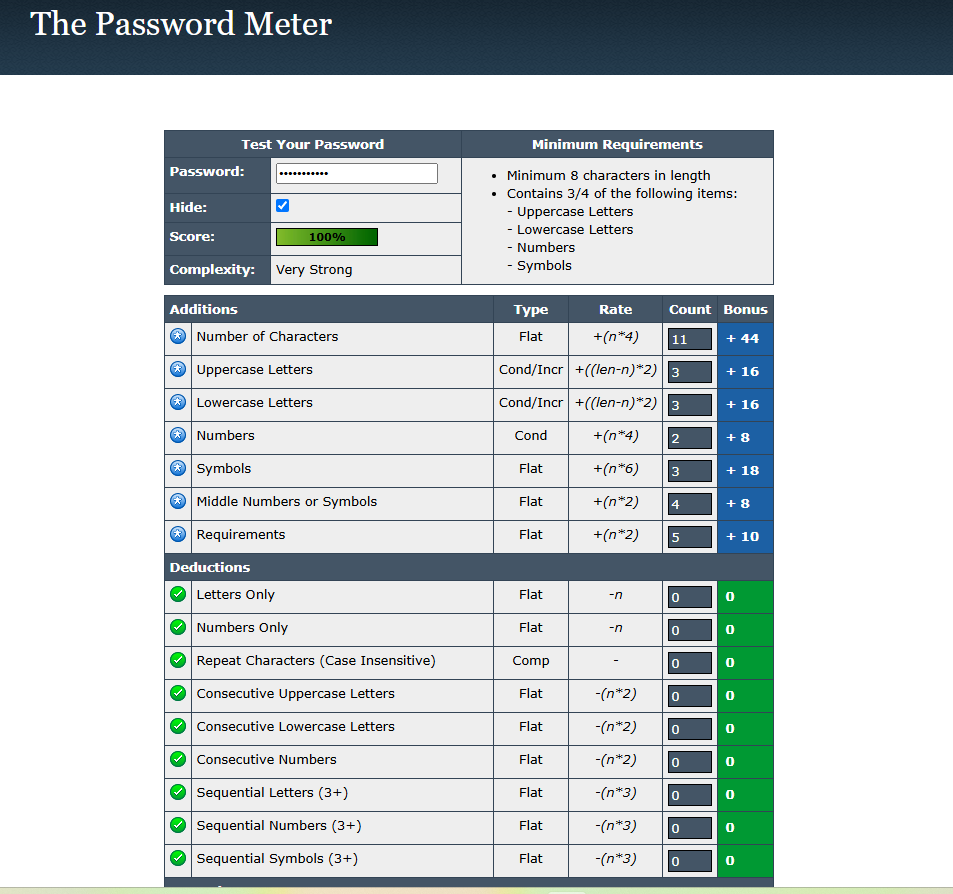 The Password Meter
Test Your Password
Minimum Requirements
Password: •••••••••••
Hide:
Score: 100%
Complexity: Very Strong
• Minimum 8 characters in length
• Contains 3/4 of the following items:
- Uppercase Letters
- Lowercase Letters
- Numbers
- Symbols
Additions Type Rate Count Bonus
Number of Characters Flat +(n*4) 11 + 44
Uppercase Letters Cond/Incr +((len-n)*2) 3 + 16
Lowercase Letters Cond/Incr +((len-n)*2) 3 + 16
Numbers Cond +(n*4) 2 + 8
Symbols Flat +(n*6) 3 + 18
Middle Numbers or Symbols Flat +(n*2) 4 + 8
Requirements Flat +(n*2) 5 + 10
Deductions
Letters Only Flat -n 0 0
Numbers Only Flat -n 0 0
Repeat Characters (Case Insensitive) Comp - 0 0
Consecutive Uppercase Letters Flat -(n*2) 0 0
Consecutive Lowercase Letters Flat -(n*2) 0 0
Consecutive Numbers Flat -(n*2) 0 0
Sequential Letters (3+) Flat -(n*3) 0 0
Sequential Numbers (3+) Flat -(n*3) 0 0
Sequential Symbols (3+) Flat -(n*3) 0 0